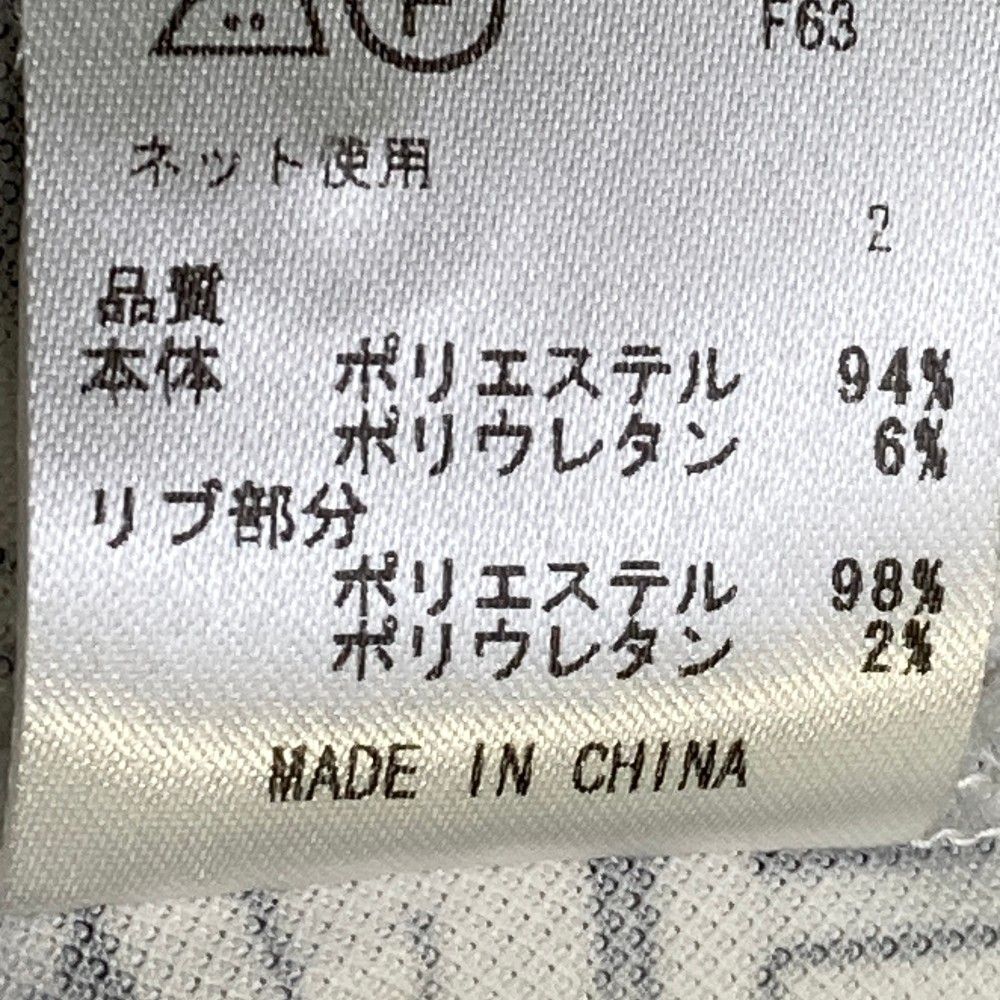 F63
ネット使用
2
品質
本体 ポリエステル 94%
ポリウレタン 6%
リブ部分
ポリエステル 98%
ポリウレタン 2%
MADE IN CHINA